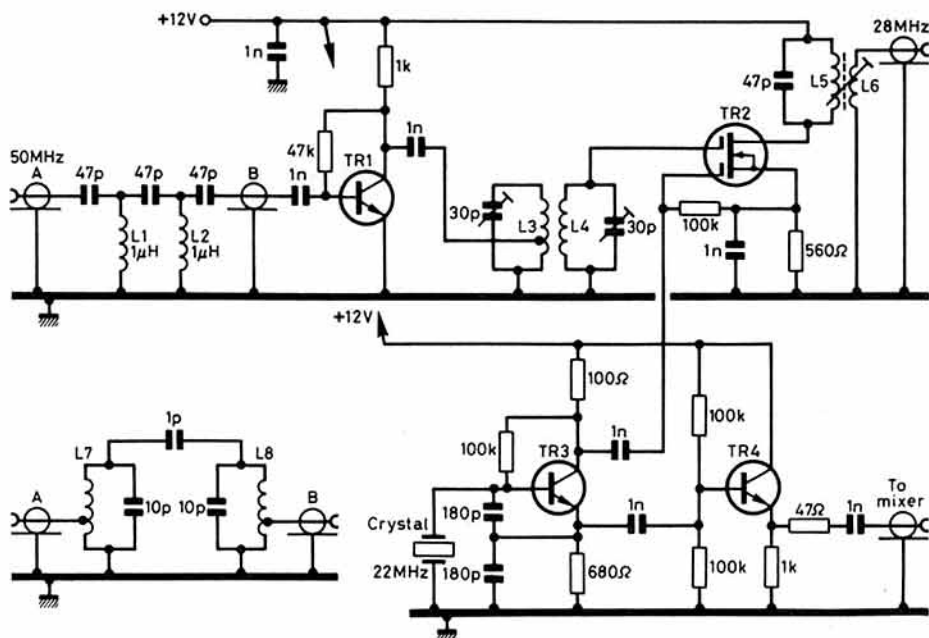 +12V
1n
1k
47k
TR1
1n
50MHz
A
47p
47p
47p
B
1n
L1
1μH
L2
1μH
30p
L3
L4
30p
TR2
47p
L5
L6
28MHz
100k
1n
560Ω
+12V
100Ω
100k
TR3
1n
100k
TR4
To
mixer
Crystal
22MHz
180p
180p
1n
680Ω
100k
47Ω
1n
1k
1p
L7
L8
A
10p
10p
B